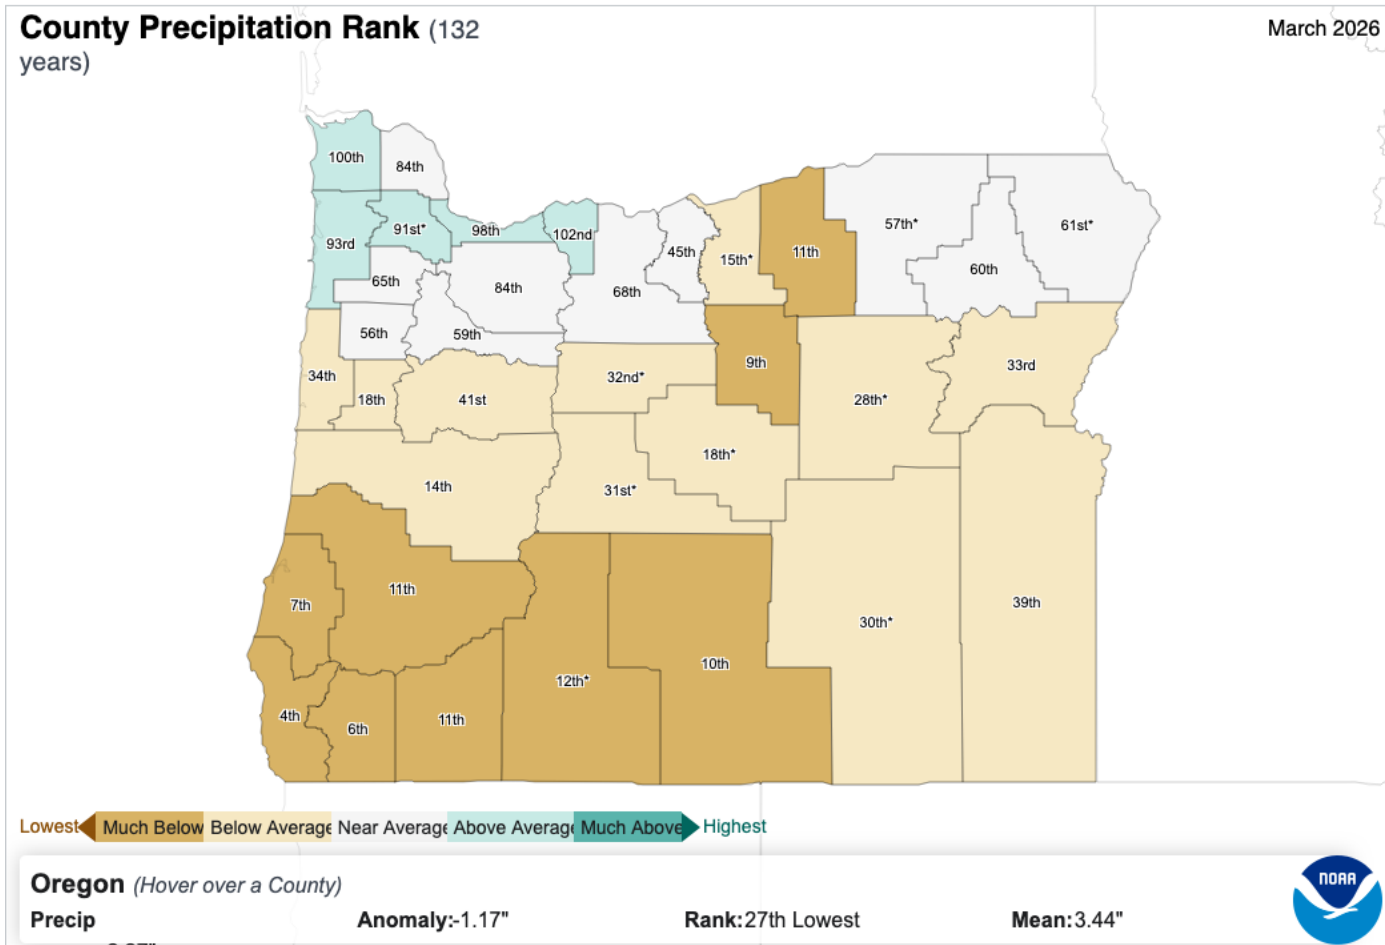 County Precipitation Rank (132
years)
March 2026
100th
84th
91st*
98th
102nd
93rd
65th
84th
68th
45th
15th*
11th
57th*
60th
61st*
56th
59th
34th
18th
41st
32nd*
9th
28th*
33rd
14th
31st*
18th*
7th
11th
4th
6th
11th
12th*
10th
30th*
39th
Lowest Much Below Below Average Near Average Above Average Much Above Highest
Oregon (Hover over a County)
Precip Anomaly:-1.17" Rank:27th Lowest Mean:3.44"
NOAA